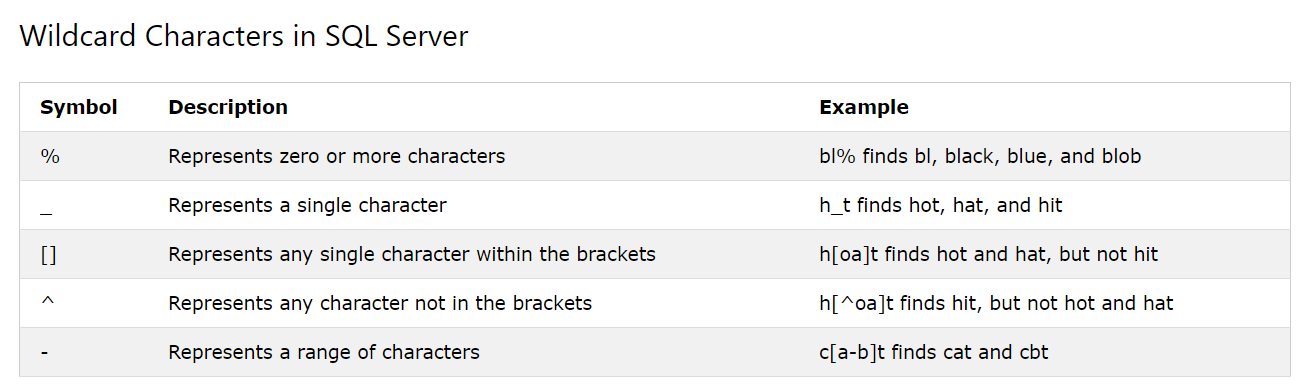 Wildcard Characters in SQL Server
Symbol Description Example
% Represents zero or more characters bl% finds bl, black, blue, and blob
_ Represents a single character h_t finds hot, hat, and hit
[] Represents any single character within the brackets h[oa]t finds hot and hat, but not hit
^ Represents any character not in the brackets h[^oa]t finds hit, but not hot and hat
- Represents a range of characters c[a-b]t finds cat and cbt